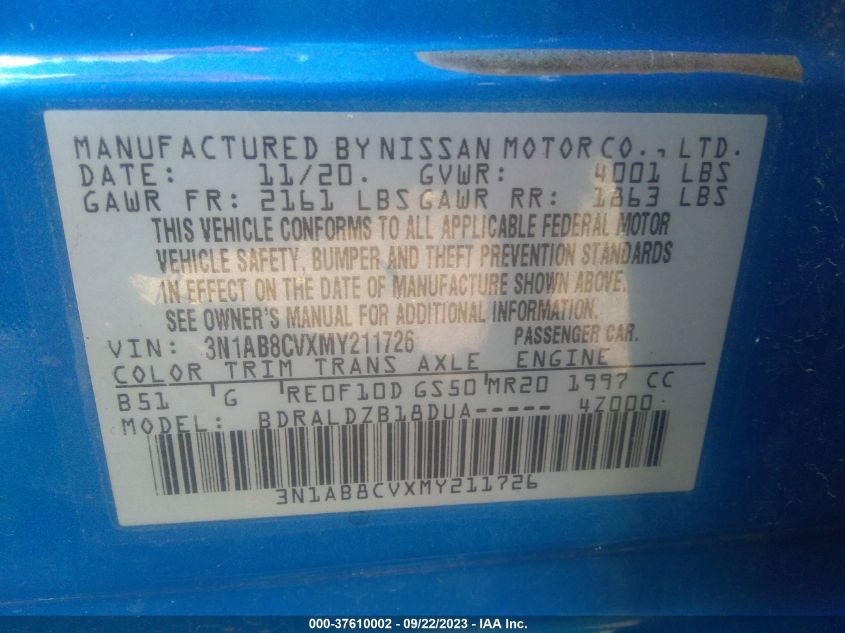 MANUFACTURED BY NISSAN MOTOR CO., LTD.
DATE: 11/20. GVWR: 4001 LBS
GAWR FR: 2161 LBS GAWR RR: 1863 LBS
THIS VEHICLE CONFORMS TO ALL APPLICABLE FEDERAL MOTOR
VEHICLE SAFETY, BUMPER AND THEFT PREVENTION STANDARDS
IN EFFECT ON THE DATE OF MANUFACTURE SHOWN ABOVE.
SEE OWNER'S MANUAL FOR ADDITIONAL INFORMATION.
VIN: 3N1AB8CVXMY211726 PASSENGER CAR.
COLOR TRIM TRANS AXLE ENGINE
B51 'G 'RE0F10D GS50'MR20 1997 CC
MODEL: BDRALDZB18DUA----- 4Z000-
3N1AB8CVXMY211726
000-37610002 - 09/22/2023 - IAA Inc.